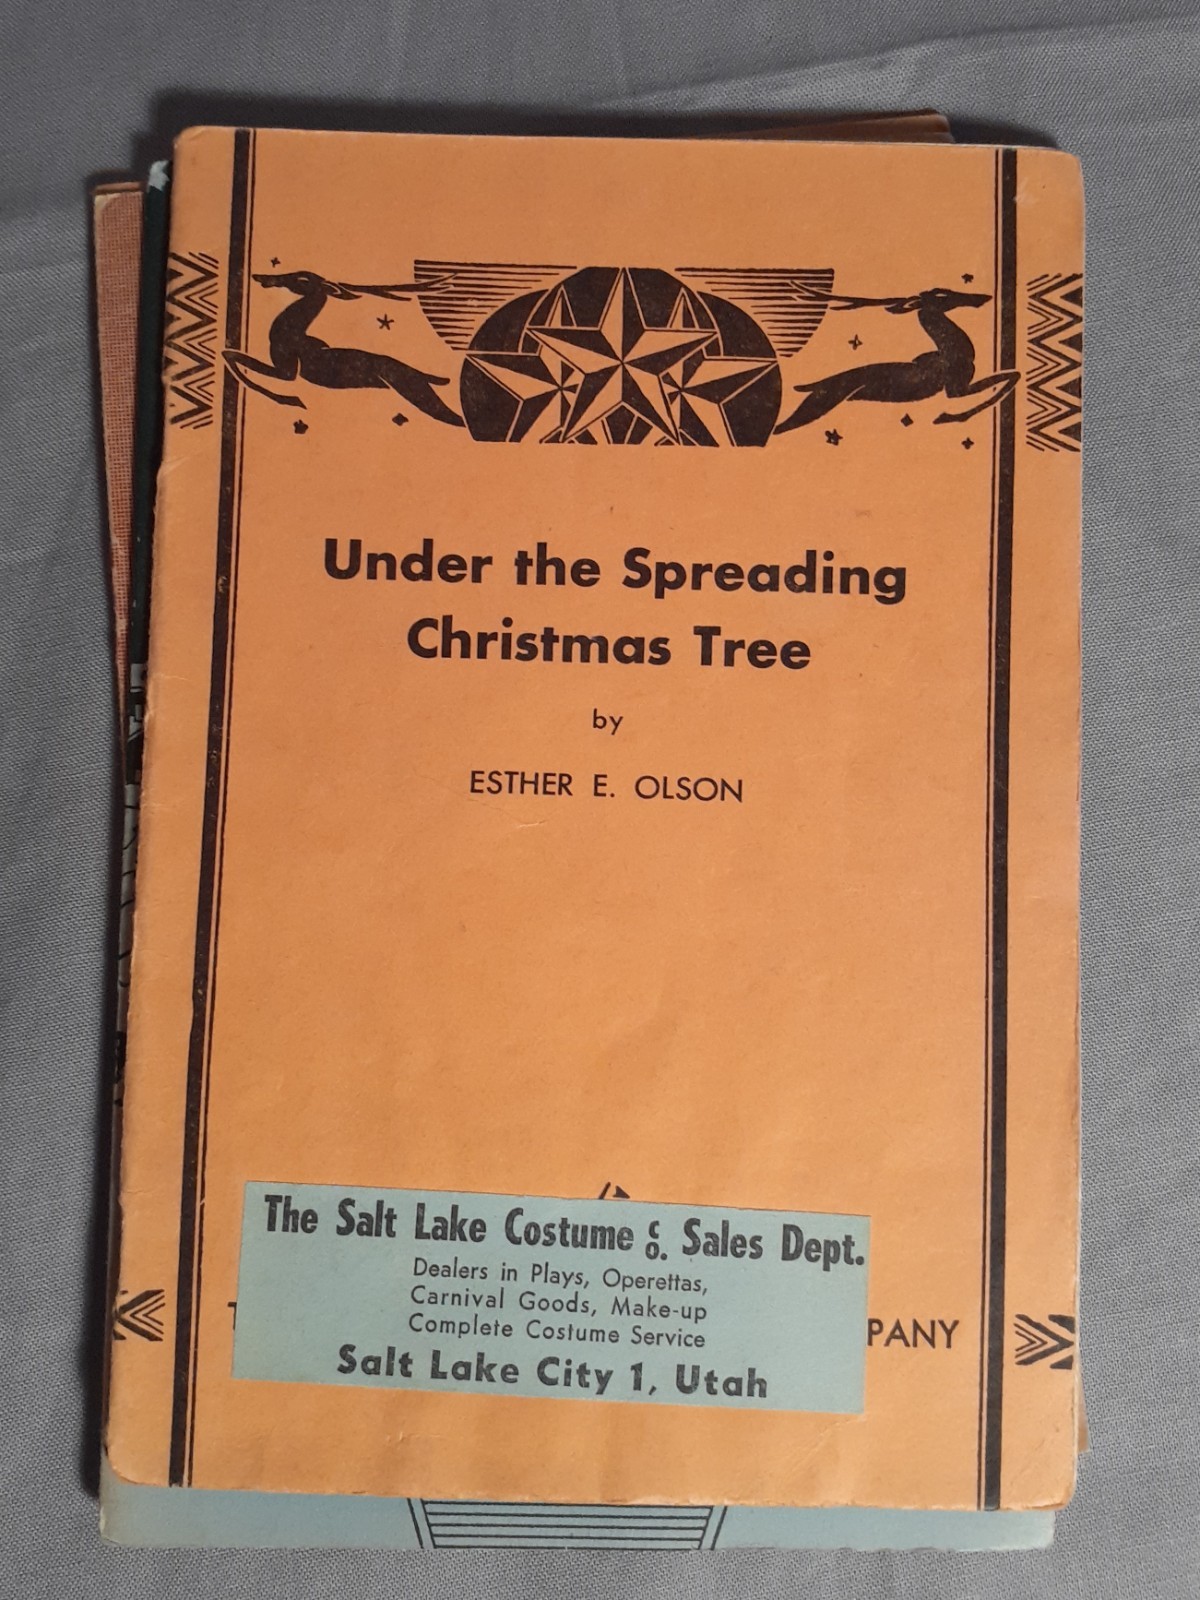 Under the Spreading
Christmas Tree
by
ESTHER E. OLSON
The Salt Lake Costume Co. Sales Dept.
Dealers in Plays, Operettas,
Carnival Goods, Make-up
Complete Costume Service
Salt Lake City 1, Utah
PANY